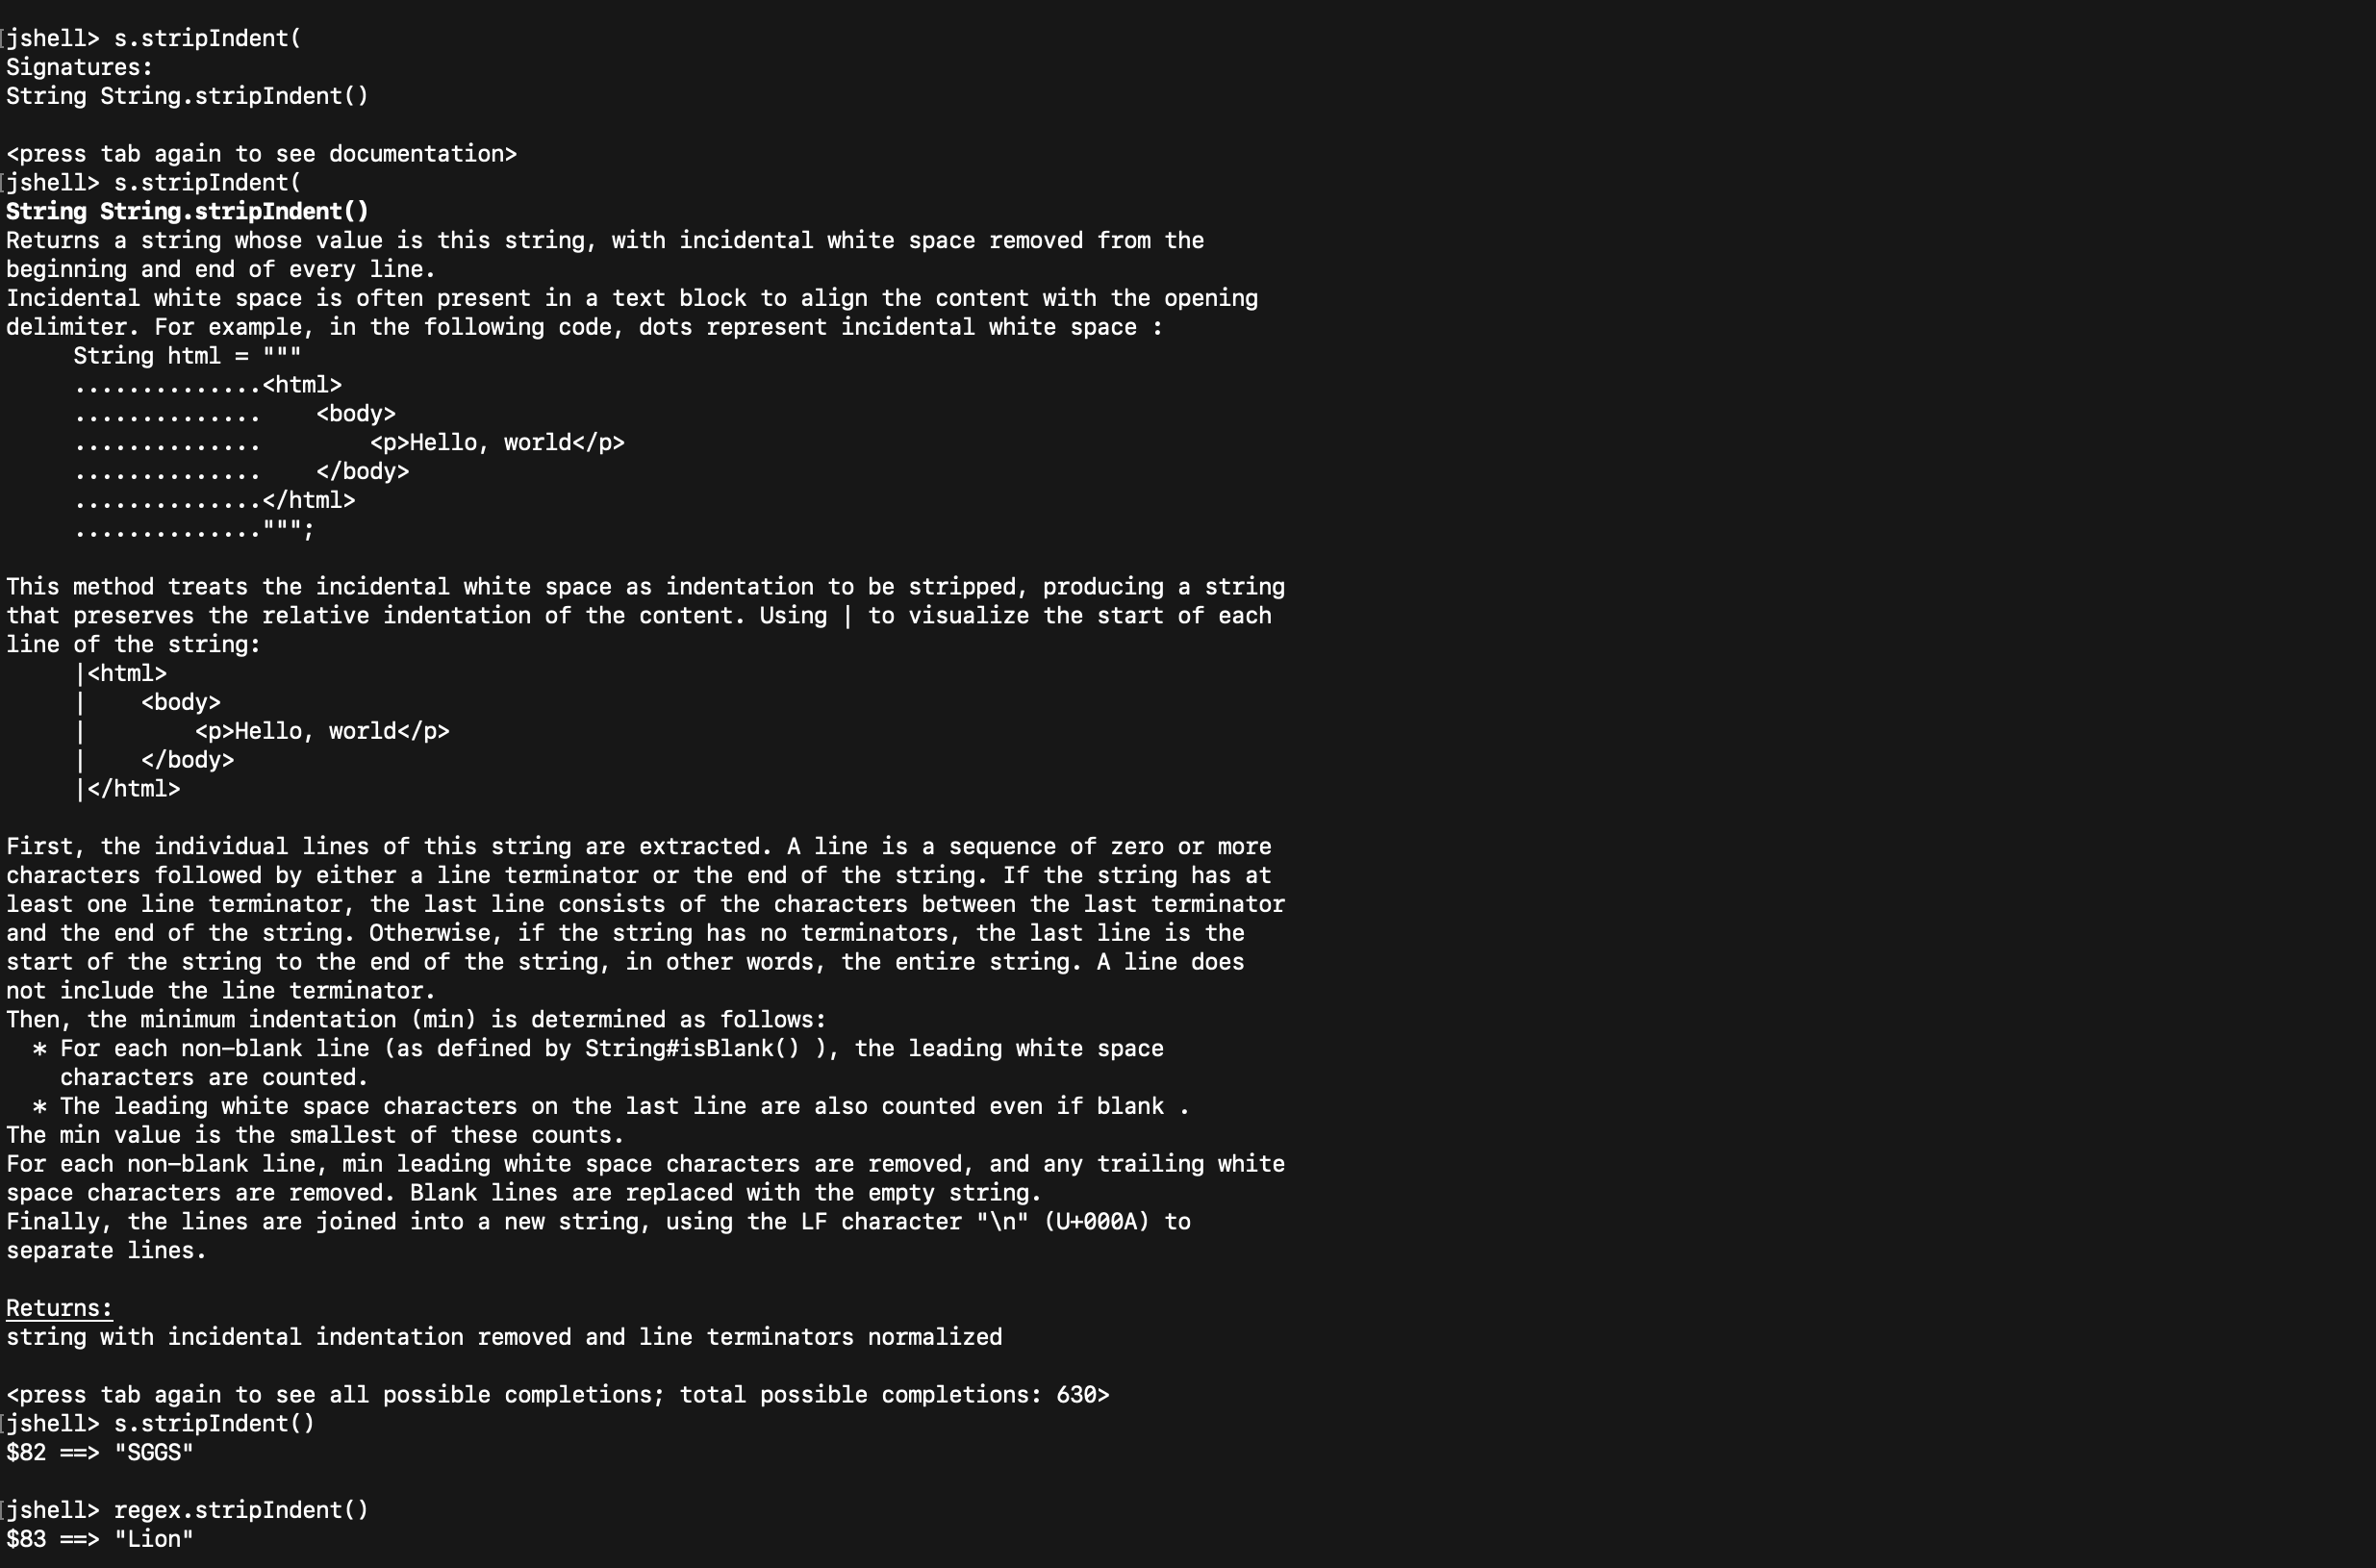 jshell> s.stripIndent(
Signatures:
String String.stripIndent()

<press tab again to see documentation>
jshell> s.stripIndent(
String String.stripIndent()
Returns a string whose value is this string, with incidental white space removed from the
beginning and end of every line.
Incidental white space is often present in a text block to align the content with the opening
delimiter. For example, in the following code, dots represent incidental white space :
     String html = """
     ..............<html>
     ..............    <body>
     ..............        <p>Hello, world</p>
     ..............    </body>
     ..............</html>
     ..............""";

This method treats the incidental white space as indentation to be stripped, producing a string
that preserves the relative indentation of the content. Using | to visualize the start of each
line of the string:
     |<html>
     |    <body>
     |        <p>Hello, world</p>
     |    </body>
     |</html>

First, the individual lines of this string are extracted. A line is a sequence of zero or more
characters followed by either a line terminator or the end of the string. If the string has at
least one line terminator, the last line consists of the characters between the last terminator
and the end of the string. Otherwise, if the string has no terminators, the last line is the
start of the string to the end of the string, in other words, the entire string. A line does
not include the line terminator.
Then, the minimum indentation (min) is determined as follows:
  * For each non-blank line (as defined by String#isBlank() ), the leading white space
    characters are counted.
  * The leading white space characters on the last line are also counted even if blank .
The min value is the smallest of these counts.
For each non-blank line, min leading white space characters are removed, and any trailing white
space characters are removed. Blank lines are replaced with the empty string.
Finally, the lines are joined into a new string, using the LF character "\n" (U+000A) to
separate lines.

Returns:
string with incidental indentation removed and line terminators normalized

<press tab again to see all possible completions; total possible completions: 630>
jshell> s.stripIndent()
$82 ==> "SGGS"

jshell> regex.stripIndent()
$83 ==> "Lion"